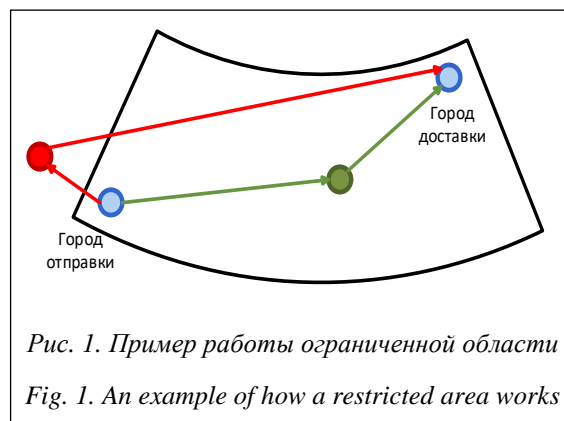 Город
доставки
Город
отправки
Рис. 1. Пример работы ограниченной области
Fig. 1. An example of how a restricted area works